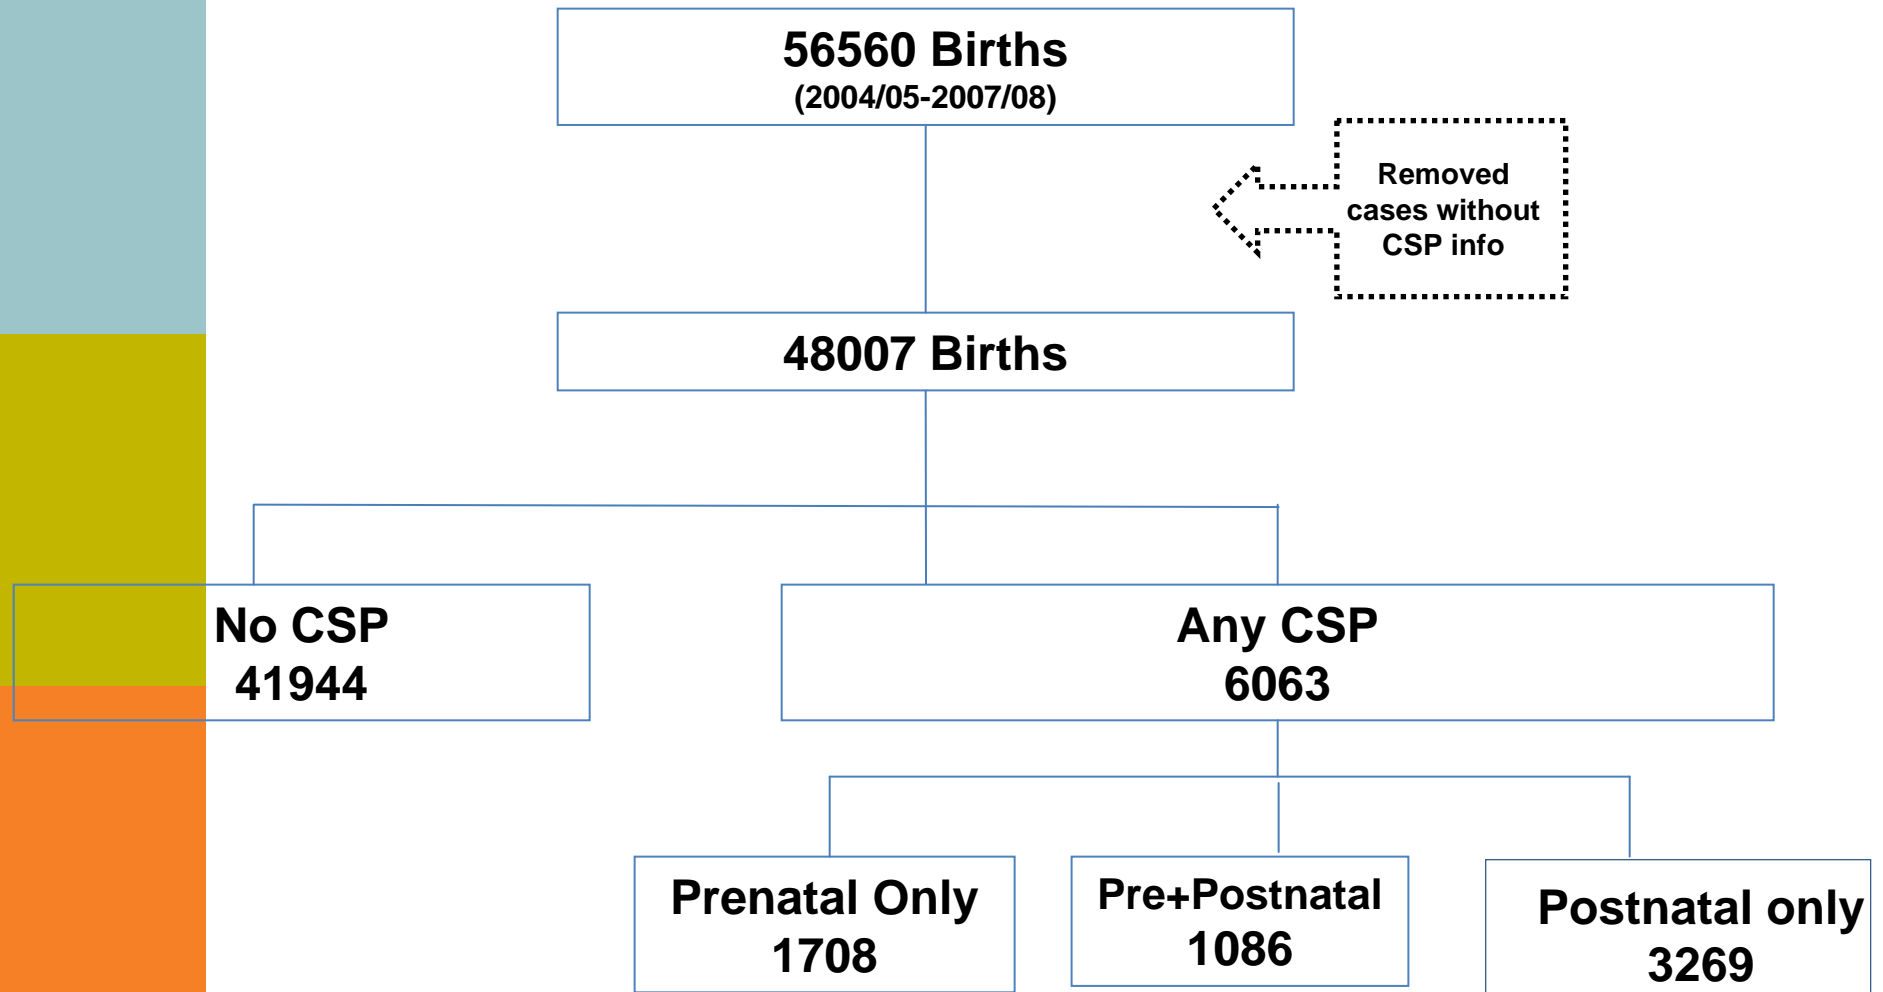 56560 Births
(2004/05-2007/08)
Removed
cases without
CSP info
48007 Births
No CSP
41944
Any CSP
6063
Prenatal Only
1708
Pre+Postnatal
1086
Postnatal only
3269